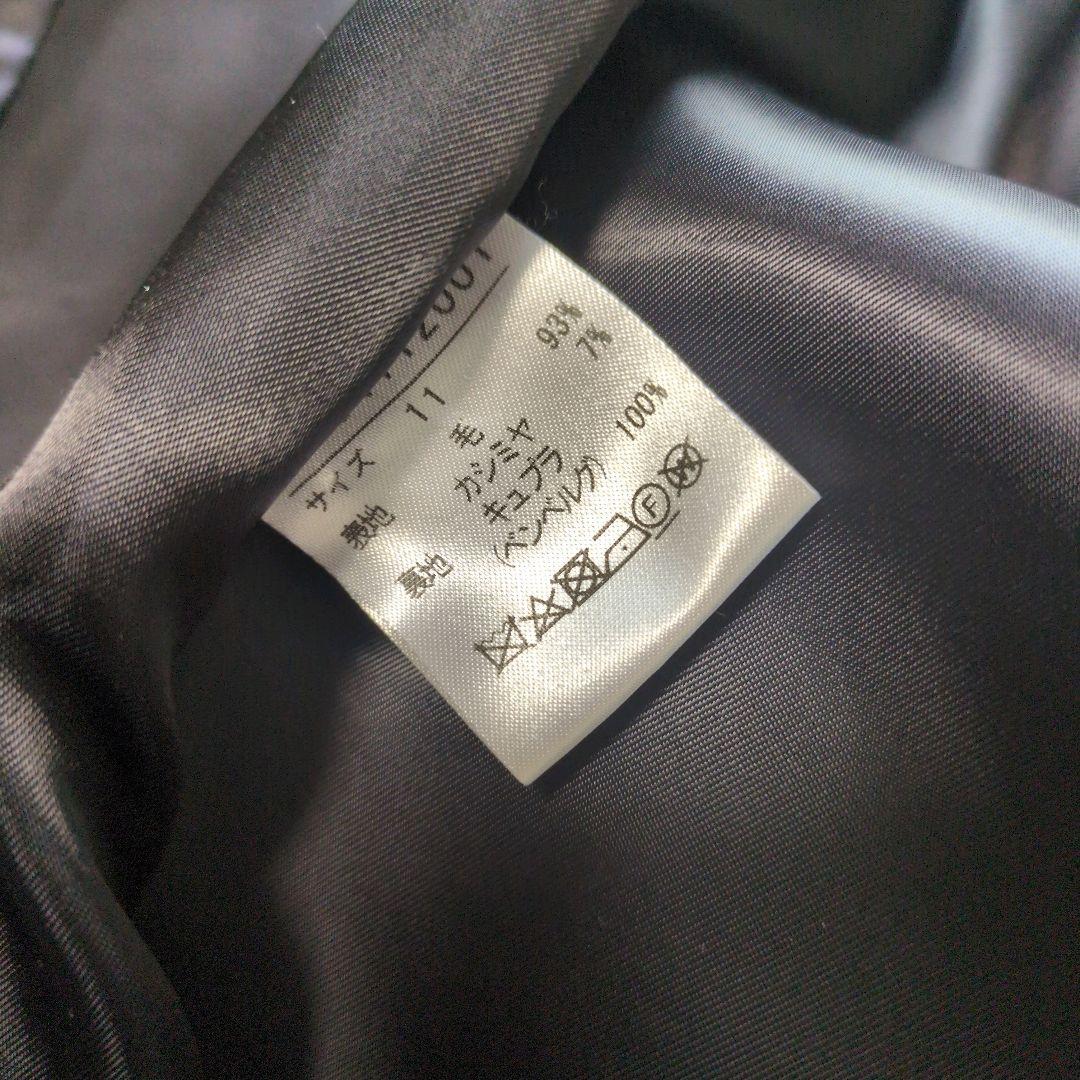 サイズ 11
表地 毛 93%
カシミヤ 7%
裏地 キュプラ 100%
(ベンベルグ)
F
W